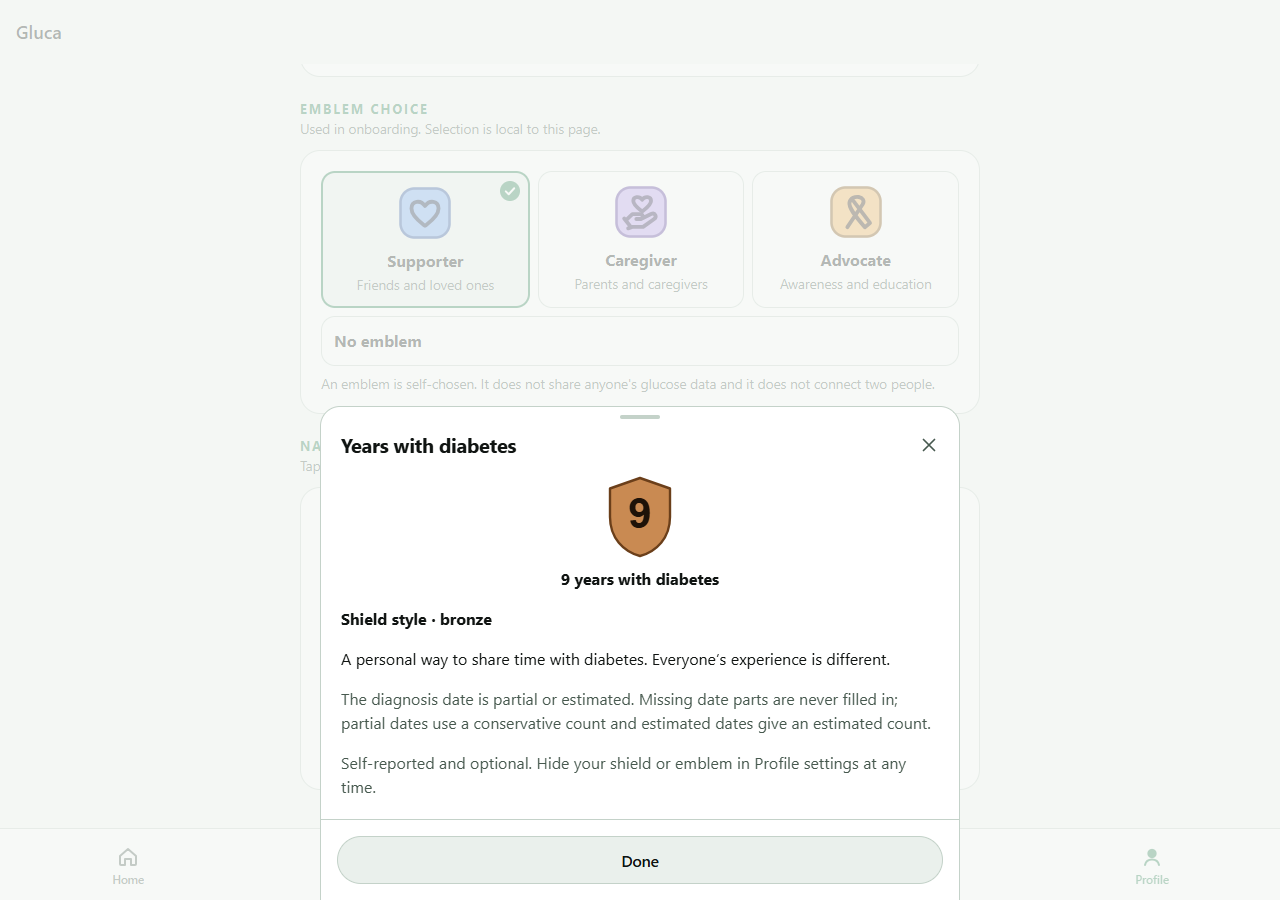 Gluca
EMBLEM CHOICE
Used in onboarding. Selection is local to this page.
Supporter
Friends and loved ones
Caregiver
Parents and caregivers
Advocate
Awareness and education
No emblem
An emblem is self-chosen. It does not share anyone's glucose data and it does not connect two people.
NA
Tap
Years with diabetes
9
9 years with diabetes
Shield style · bronze
A personal way to share time with diabetes. Everyone's experience is different.
The diagnosis date is partial or estimated. Missing date parts are never filled in;
partial dates use a conservative count and estimated dates give an estimated count.
Self-reported and optional. Hide your shield or emblem in Profile settings at any
time.
Done
Home
Profile